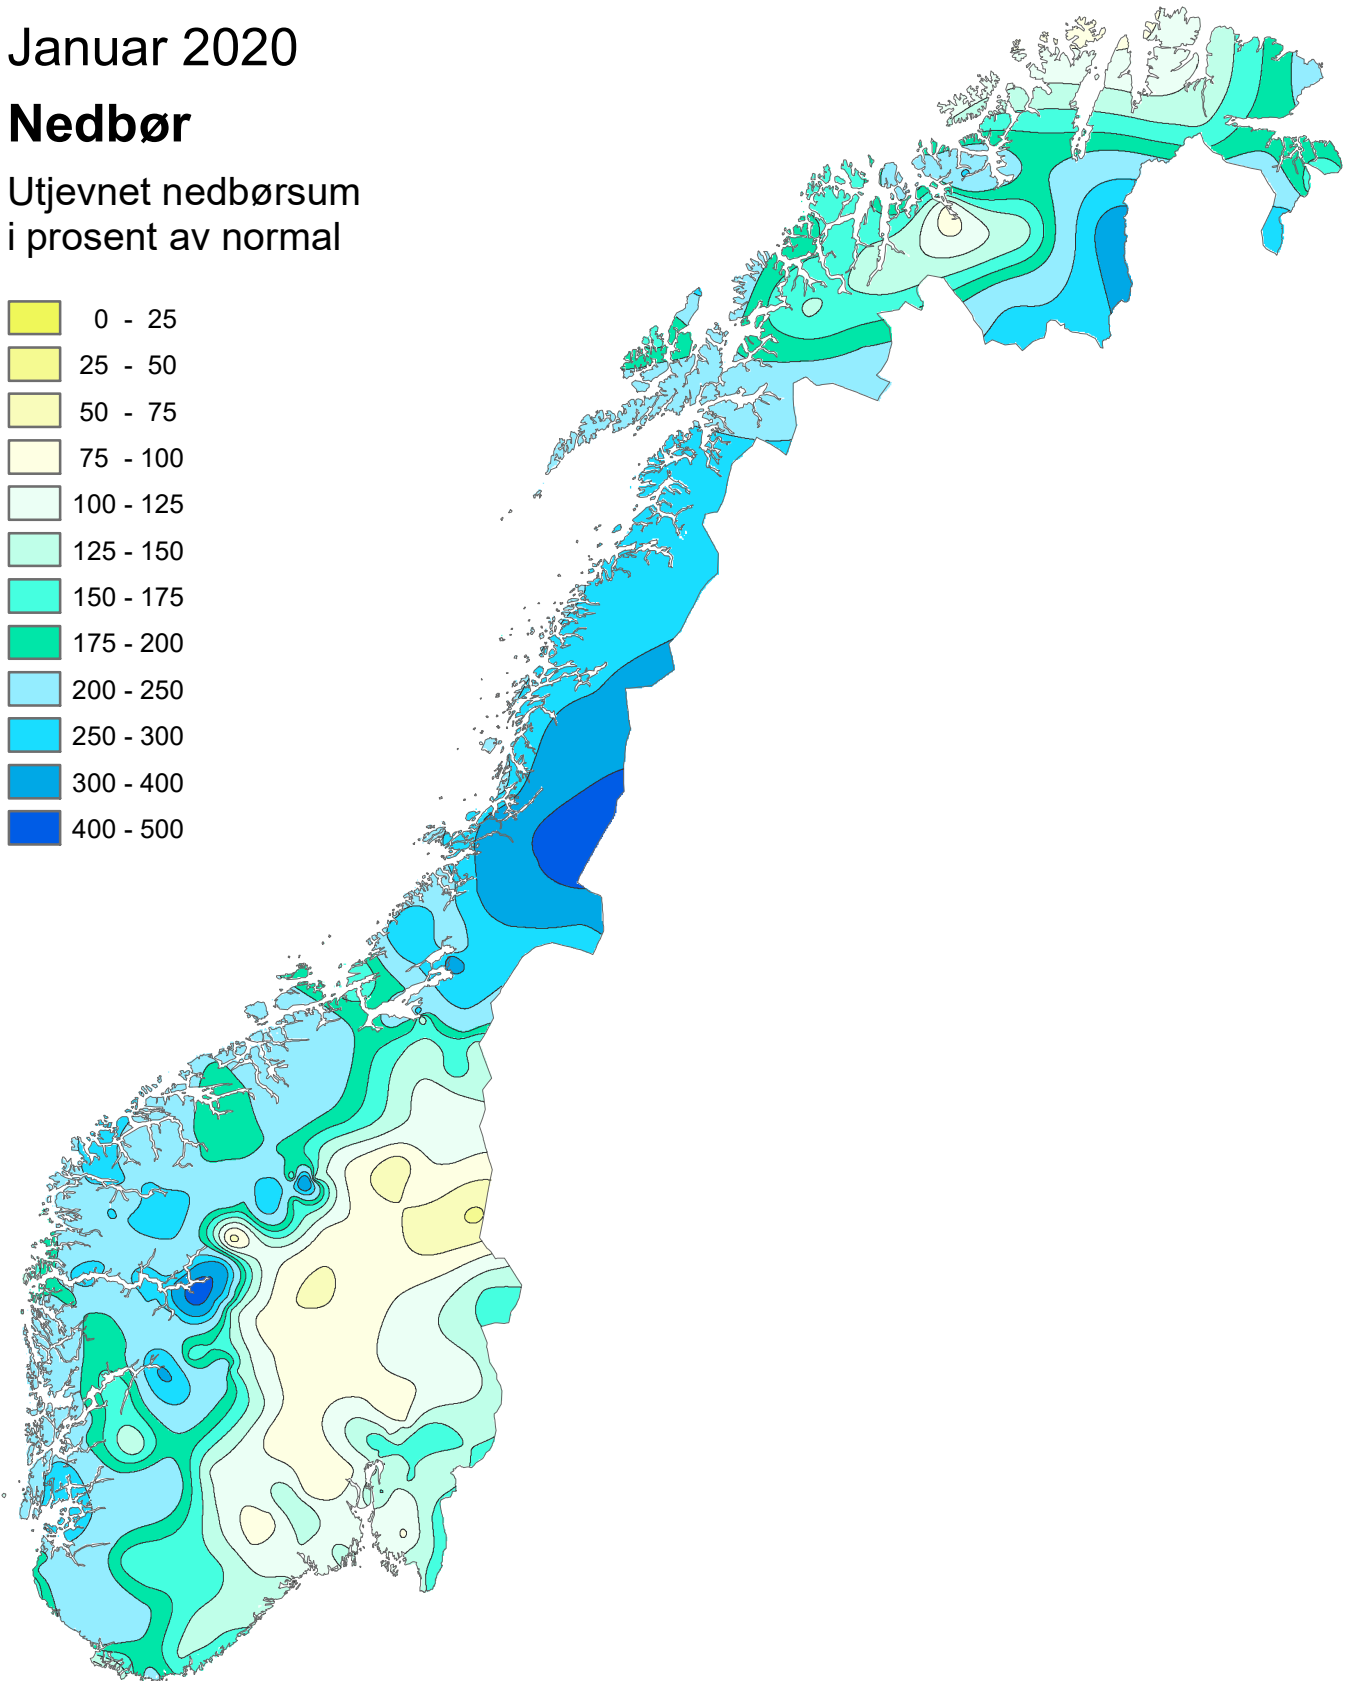 Januar 2020
Nedbør
Utjevnet nedbørsum
i prosent av normal
0 - 25
25 - 50
50 - 75
75 - 100
100 - 125
125 - 150
150 - 175
175 - 200
200 - 250
250 - 300
300 - 400
400 - 500